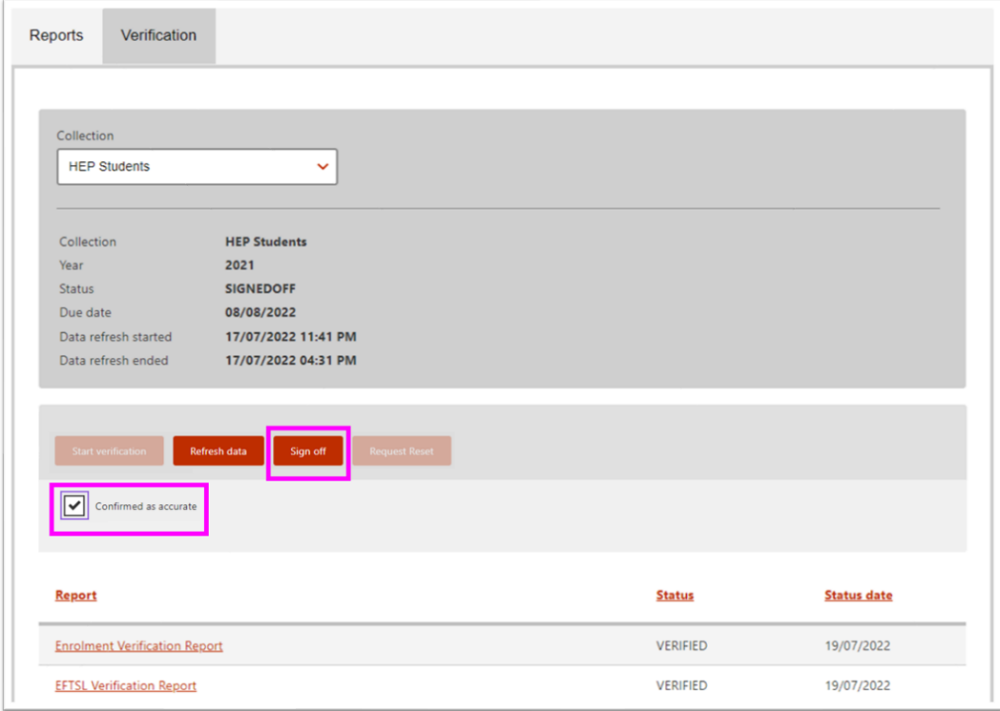 Reports Verification
Collection
HEP Students
Collection HEP Students
Year 2021
Status SIGNEDOFF
Due date 08/08/2022
Data refresh started 17/07/2022 11:41 PM
Data refresh ended 17/07/2022 04:31 PM
Start verification Refresh data Sign off Request Reset
Confirmed as accurate
Report Status Status date
Enrolment Verification Report VERIFIED 19/07/2022
EFTSL Verification Report VERIFIED 19/07/2022